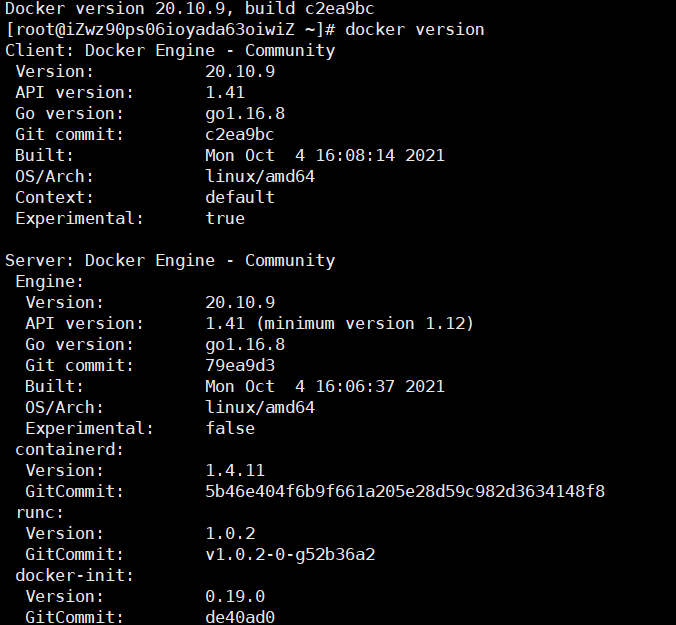 Docker version 20.10.9, build c2ea9bc
[root@iZwz90ps06ioyada63oiwiZ ~]# docker version
Client: Docker Engine - Community
 Version:           20.10.9
 API version:       1.41
 Go version:        go1.16.8
 Git commit:        c2ea9bc
 Built:             Mon Oct  4 16:08:14 2021
 OS/Arch:           linux/amd64
 Context:           default
 Experimental:      true

Server: Docker Engine - Community
 Engine:
  Version:          20.10.9
  API version:      1.41 (minimum version 1.12)
  Go version:       go1.16.8
  Git commit:       79ea9d3
  Built:            Mon Oct  4 16:06:37 2021
  OS/Arch:          linux/amd64
  Experimental:     false
 containerd:
  Version:          1.4.11
  GitCommit:        5b46e404f6b9f661a205e28d59c982d3634148f8
 runc:
  Version:          1.0.2
  GitCommit:        v1.0.2-0-g52b36a2
 docker-init:
  Version:          0.19.0
  GitCommit:        de40ad0